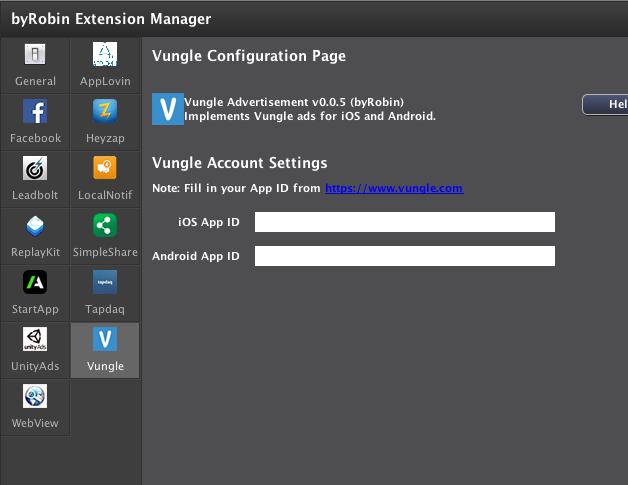 byRobin Extension Manager
General
AppLovin
Facebook
Heyzap
Leadbolt
LocalNotif
ReplayKit
SimpleShare
StartApp
tapdaq
Tapdaq
unityAds
UnityAds
Vungle
WebView
Vungle Configuration Page
Vungle Advertisement v0.0.5 (byRobin)
Implements Vungle ads for iOS and Android.
Hel
Vungle Account Settings
Note: Fill in your App ID from https://www.vungle.com
iOS App ID
Android App ID